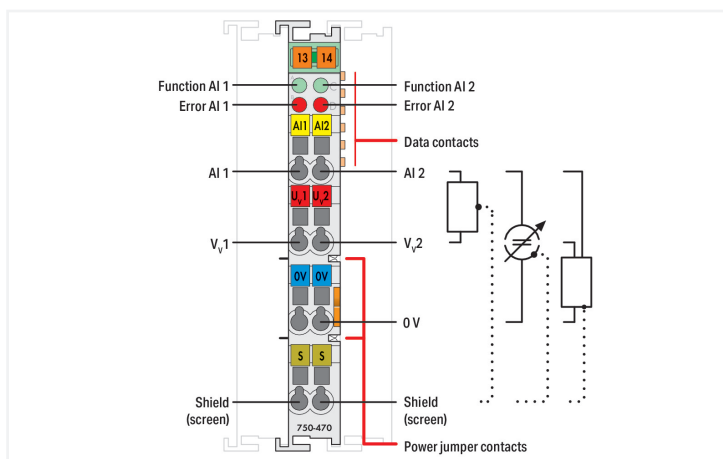 13 14
Function AI 1
Function AI 2
C
Error AI 1
D
Error AI 2
AI1 AI2
Data contacts
AI 1
AI 2
UV1 UV2
VV1
VV2
0V 0V
0 V
S S
Shield
(screen)
Shield
(screen)
750-470
Power jumper contacts